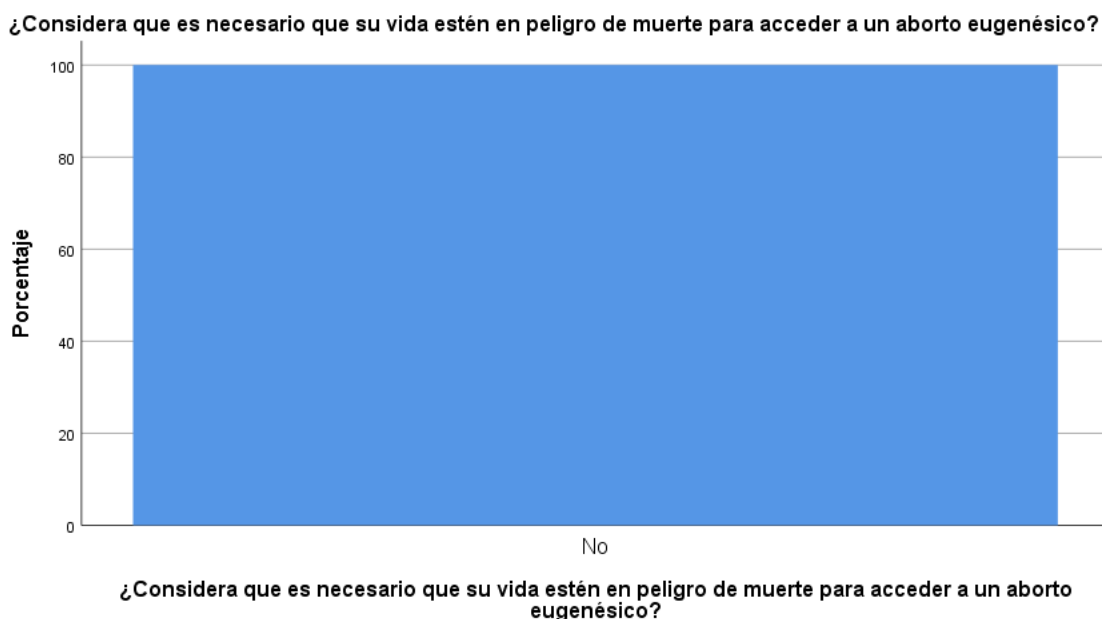 ¿Considera que es necesario que su vida estén en peligro de muerte para acceder a un aborto eugenésico?
100
80
60
40
20
0
Porcentaje
No
¿Considera que es necesario que su vida estén en peligro de muerte para acceder a un aborto
eugenésico?